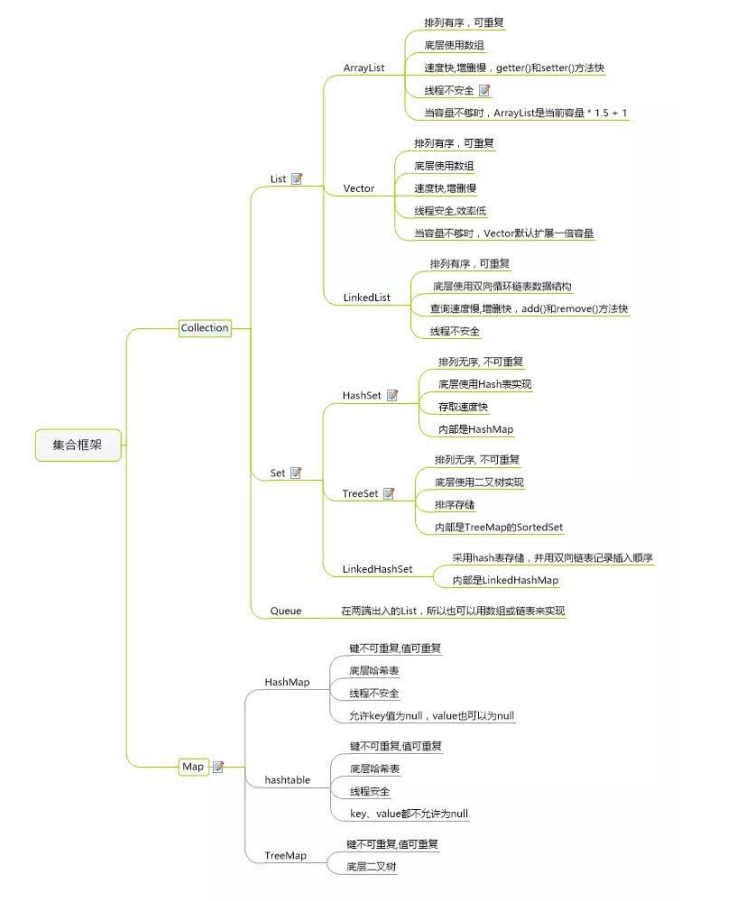 集合框架
Collection
List
ArrayList
排列有序，可重复
底层使用数组
速度快,增删慢，getter()和setter()方法快
线程不安全
当容量不够时，ArrayList是当前容量 * 1.5 + 1
Vector
排列有序，可重复
底层使用数组
速度快,增删慢
线程安全,效率低
当容量不够时，Vector默认扩展一倍容量
LinkedList
排列有序，可重复
底层使用双向循环链表数据结构
查询速度慢,增删快，add()和remove()方法快
线程不安全
Set
HashSet
排列无序, 不可重复
底层使用Hash表实现
存取速度快
内部是HashMap
TreeSet
排列无序, 不可重复
底层使用二叉树实现
排序存储
内部是TreeMap的SortedSet
LinkedHashSet
采用hash表存储，并用双向链表记录插入顺序
内部是LinkedHashMap
Queue
在两端出入的List，所以也可以用数组或链表来实现
Map
HashMap
键不可重复,值可重复
底层哈希表
线程不安全
允许key值为null，value也可以为null
hashtable
键不可重复,值可重复
底层哈希表
线程安全
key、value都不允许为null
TreeMap
键不可重复,值可重复
底层二叉树